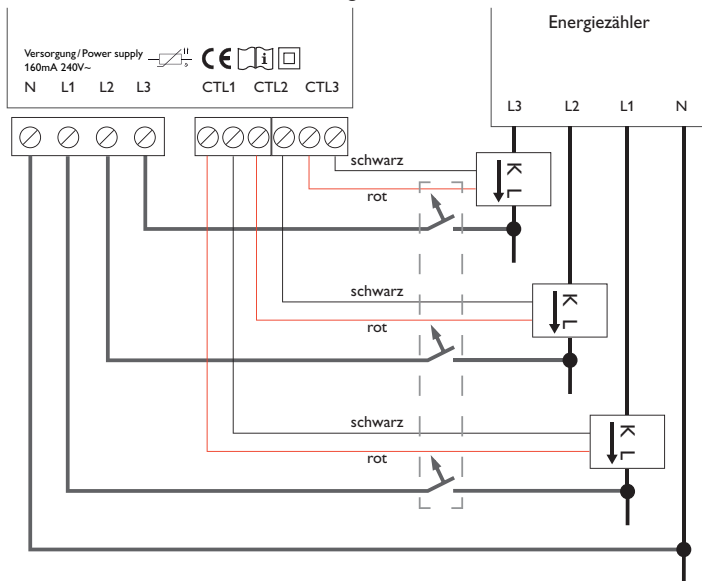 Energiezähler
Versorgung/Power supply
160mA 240V~
N L1 L2 L3 CTL1 CTL2 CTL3
L3 L2 L1 N
schwarz
K L
rot
schwarz
K L
rot
schwarz
K L
rot